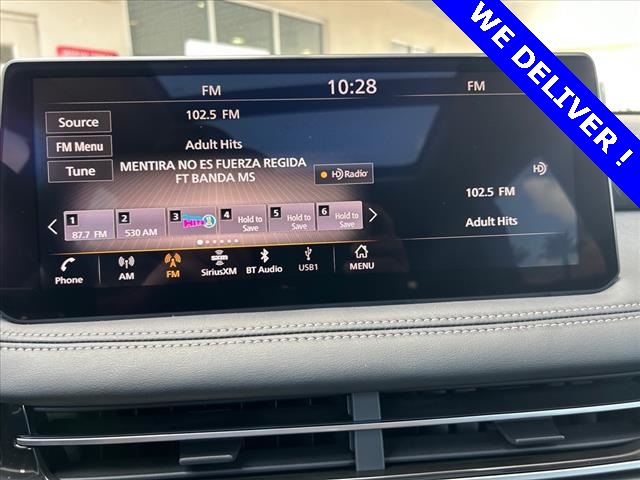 WE DELIVER !
FM
10:28
FM
Source
102.5 FM
FM Menu
Adult Hits
Tune
MENTIRA NO ES FUERZA REGIDA
FT BANDA MS
HD Radio
HD
102.5 FM
Adult Hits
1
87.7 FM
2
530 AM
3
4
Hold to
Save
5
Hold to
Save
6
Hold to
Save
Phone
AM
FM
SXM
SiriusXM
BT Audio
USB1
MENU